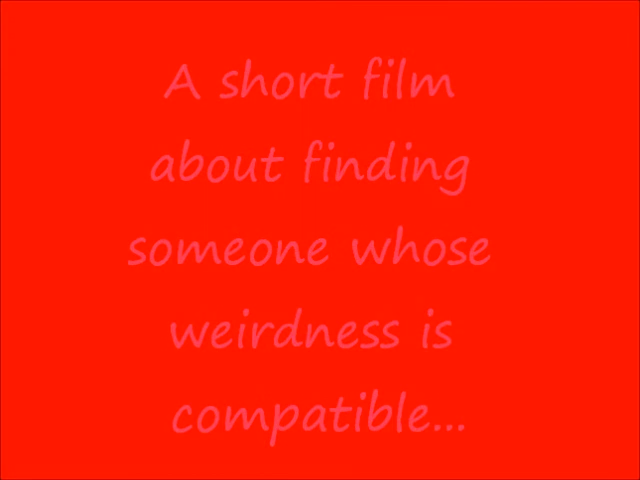 A short film
about finding
someone whose
weirdness is
compatible...